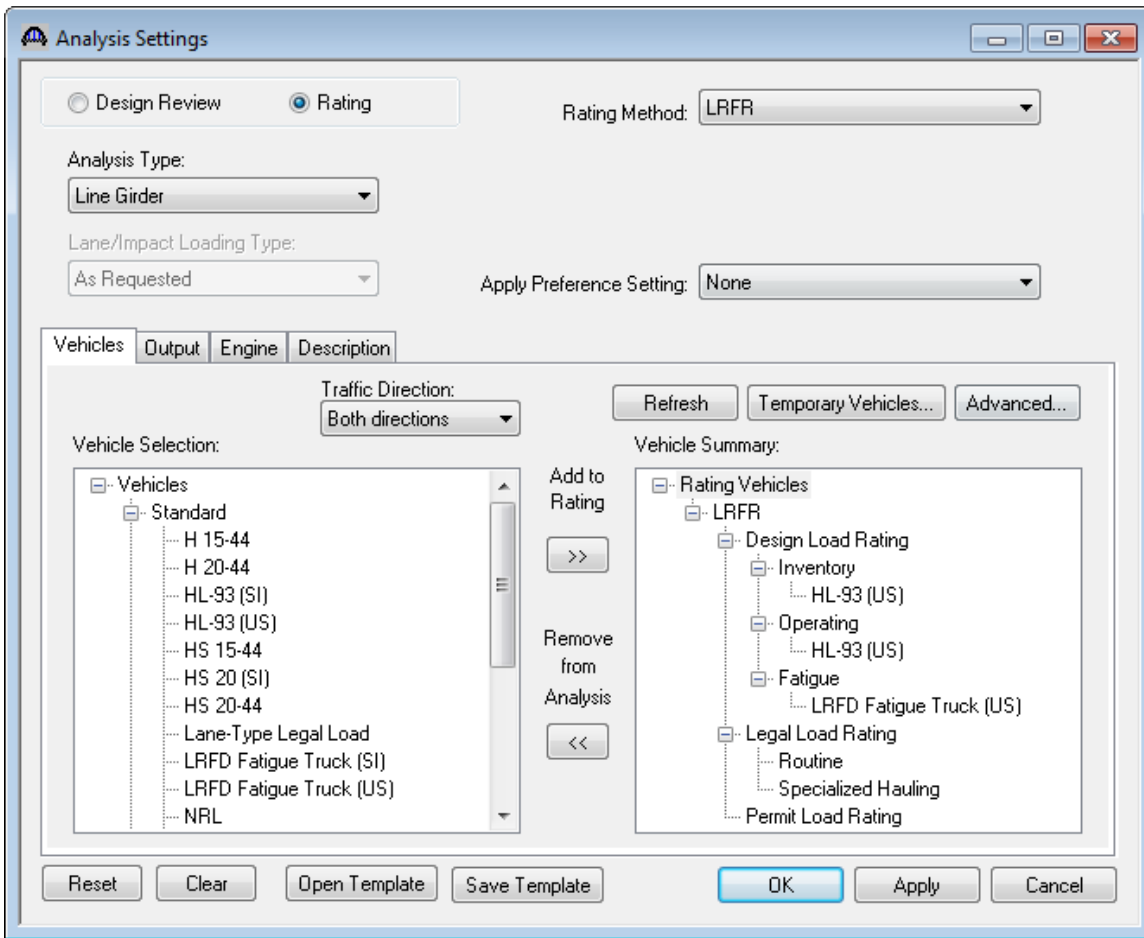 Analysis Settings
Design Review
Rating
Rating Method:
LRFR
Analysis Type:
Line Girder
Lane/Impact Loading Type:
As Requested
Apply Preference Setting:
None
Vehicles
Output
Engine
Description
Traffic Direction:
Both directions
Refresh
Temporary Vehicles...
Advanced...
Vehicle Selection:
Vehicles
Standard
H 15-44
H 20-44
HL-93 (SI)
HL-93 (US)
HS 15-44
HS 20 (SI)
HS 20-44
Lane-Type Legal Load
LRFD Fatigue Truck (SI)
LRFD Fatigue Truck (US)
NRL
Add to
Rating
>>
Remove
from
Analysis
<<
Vehicle Summary:
Rating Vehicles
LRFR
Design Load Rating
Inventory
HL-93 (US)
Operating
HL-93 (US)
Fatigue
LRFD Fatigue Truck (US)
Legal Load Rating
Routine
Specialized Hauling
Permit Load Rating
Reset
Clear
Open Template
Save Template
OK
Apply
Cancel